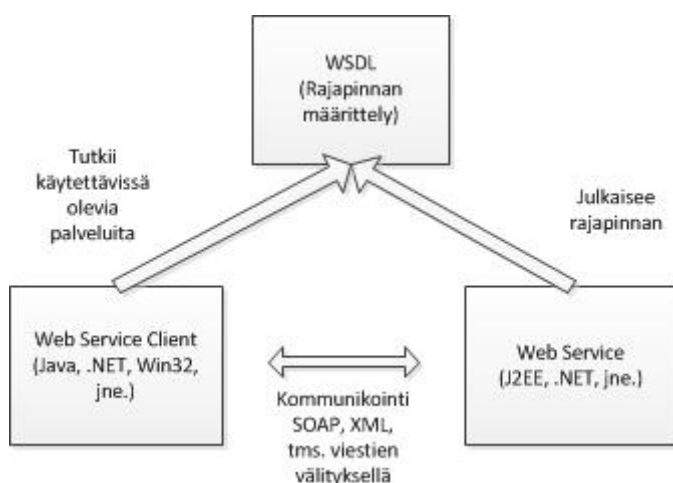 WSDL
(Rajapinnan
määrittely)
Tutkii
käytettävissä
olevia
palveluita
Julkaisee
rajapinnan
Web Service Client
(Java, .NET, Win32,
jne.)
Web Service
(J2EE, .NET, jne.)
Kommunikointi
SOAP, XML,
tms. viestien
välityksellä